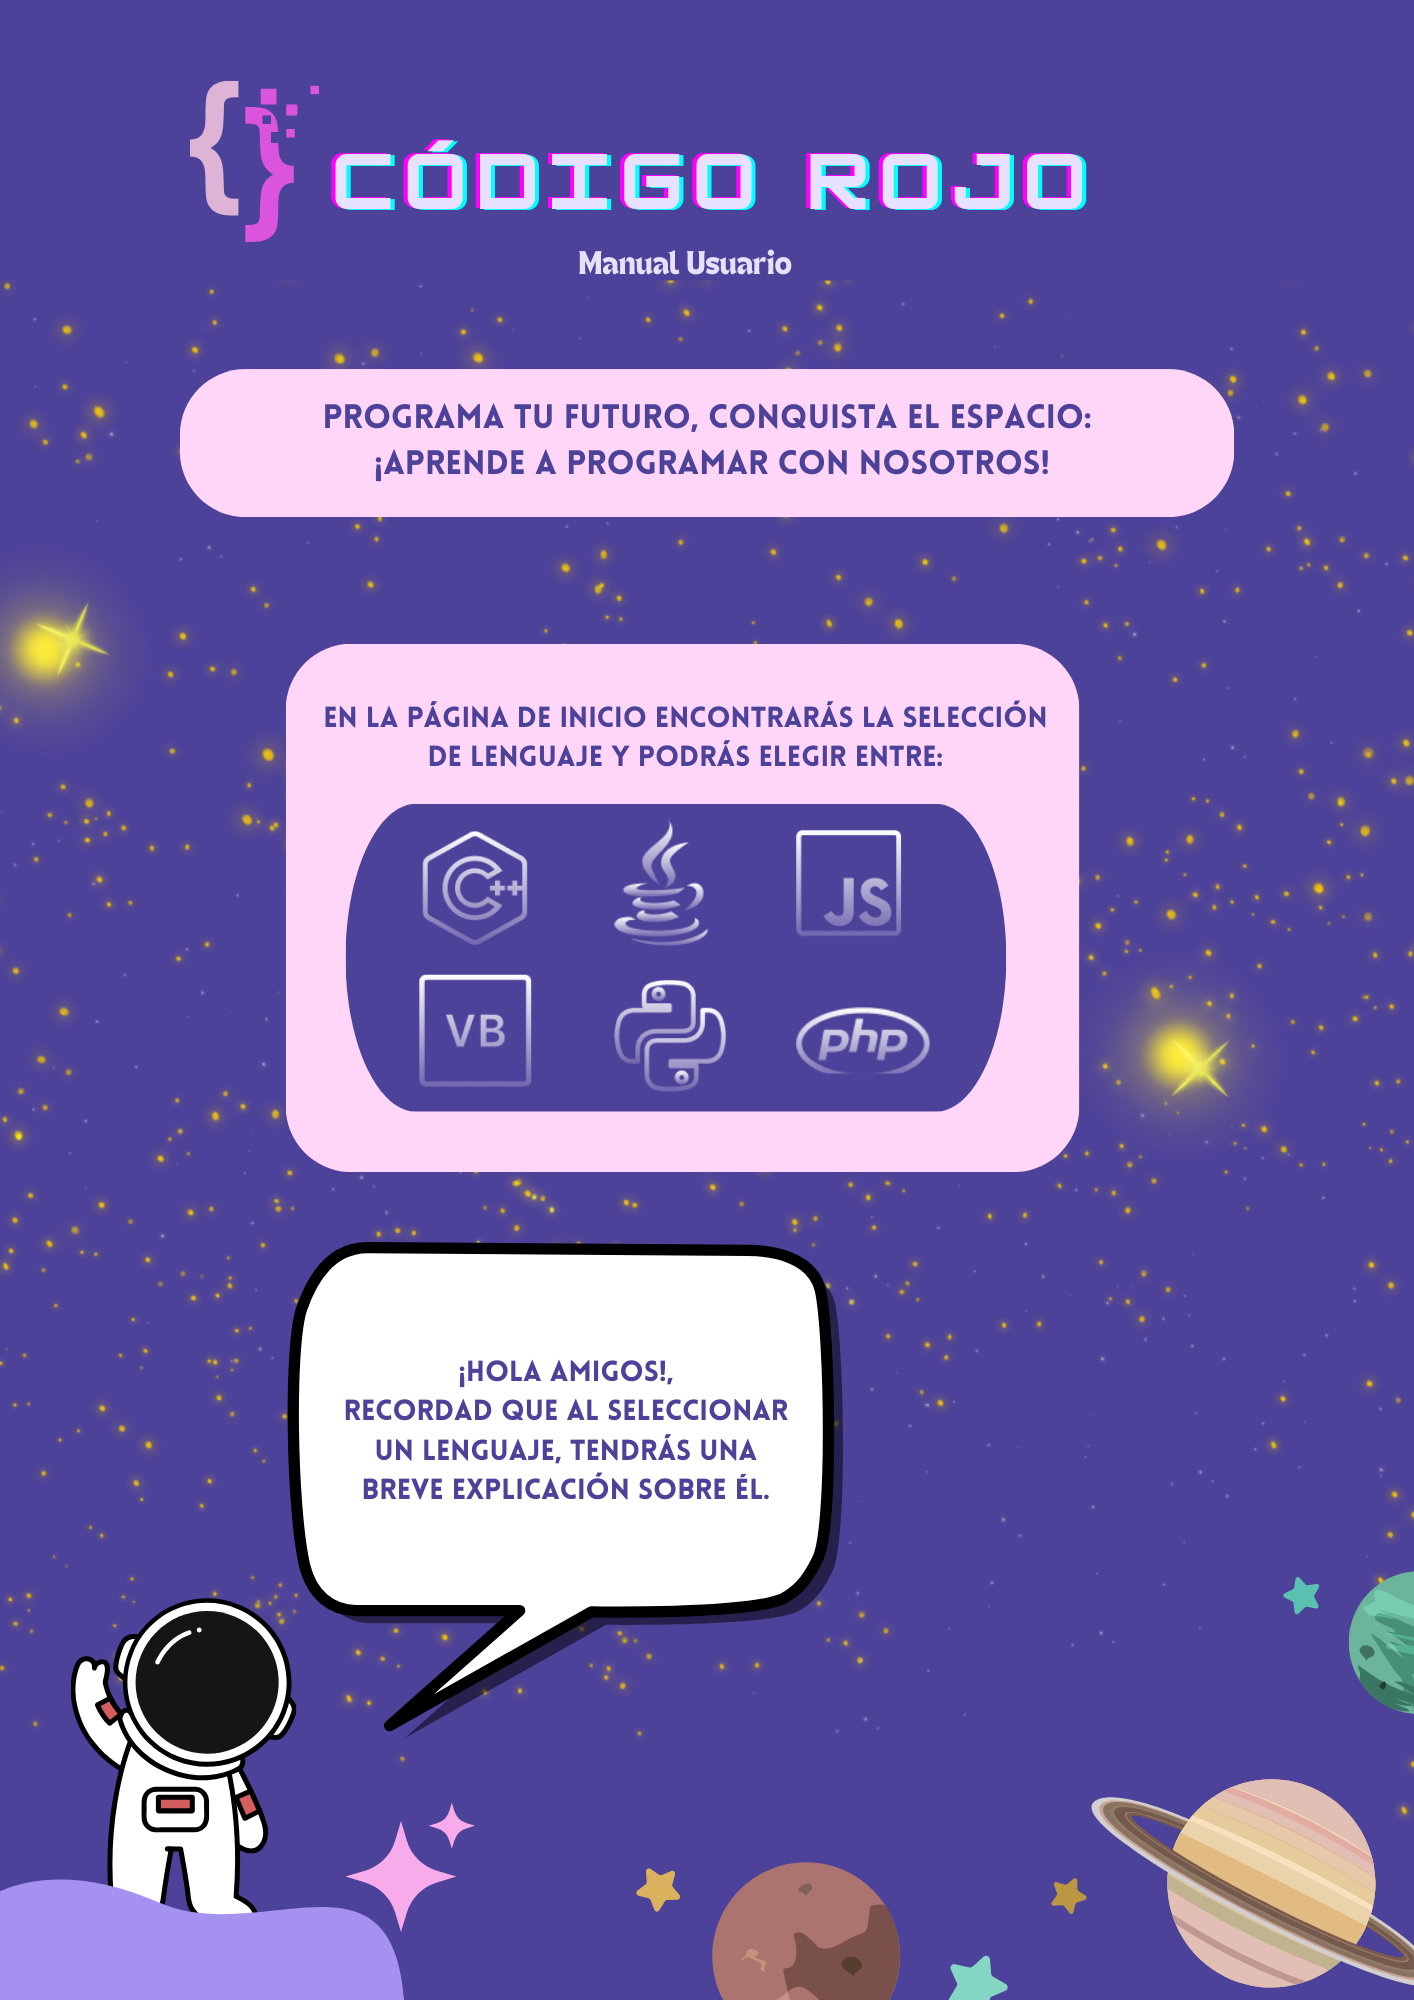 {}
CÓDIGO ROJO
Manual Usuario
PROGRAMA TU FUTURO, CONQUISTA EL ESPACIO:
¡APRENDE A PROGRAMAR CON NOSOTROS!
EN LA PÁGINA DE INICIO ENCONTRARÁS LA SELECCIÓN
DE LENGUAJE Y PODRÁS ELEGIR ENTRE:
C++
JS
VB
php
¡HOLA AMIGOS!,
RECORDAD QUE AL SELECCIONAR
UN LENGUAJE, TENDRÁS UNA
BREVE EXPLICACIÓN SOBRE ÉL.